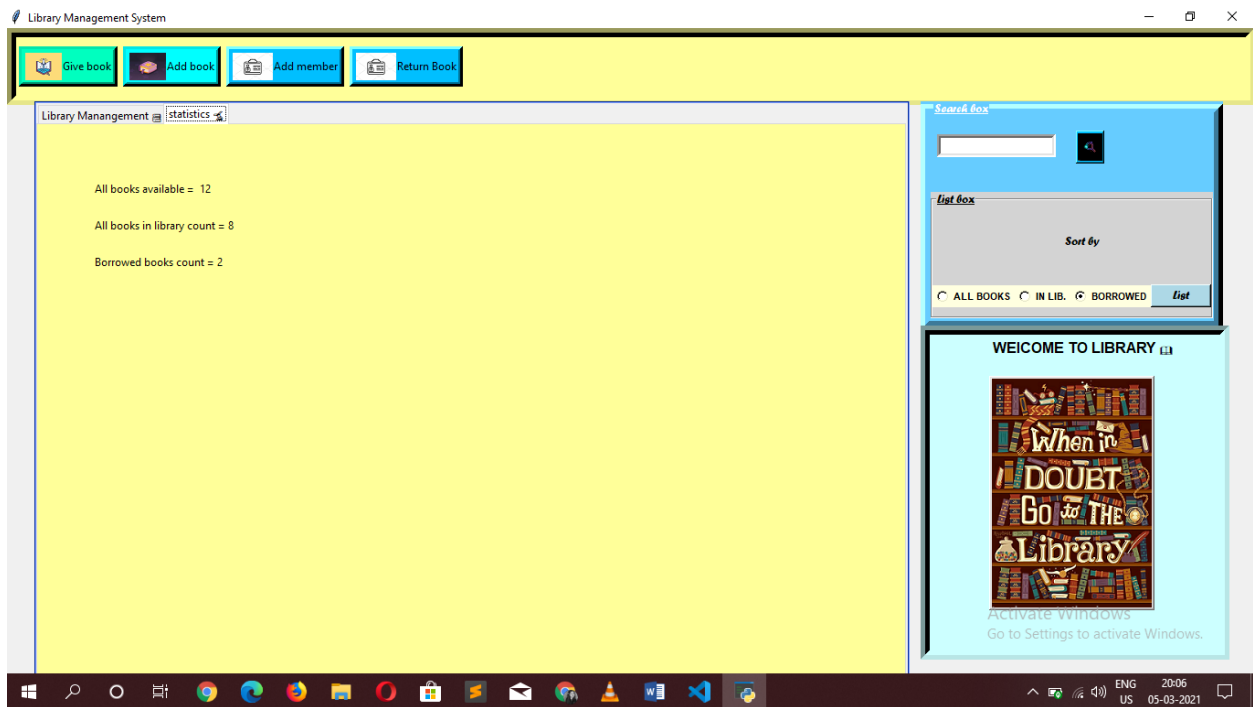 Library Management System
Give book
Add book
Add member
Return Book
Library Manangement
statistics
All books available =  12
All books in library count = 8
Borrowed books count = 2
Search box
List box
Sort by
ALL BOOKS
IN LIB.
BORROWED
List
WEICOME TO LIBRARY
When in
DOUBT
Go to THE
Library
Activate Windows
Go to Settings to activate Windows.
ENG
US
20:06
05-03-2021